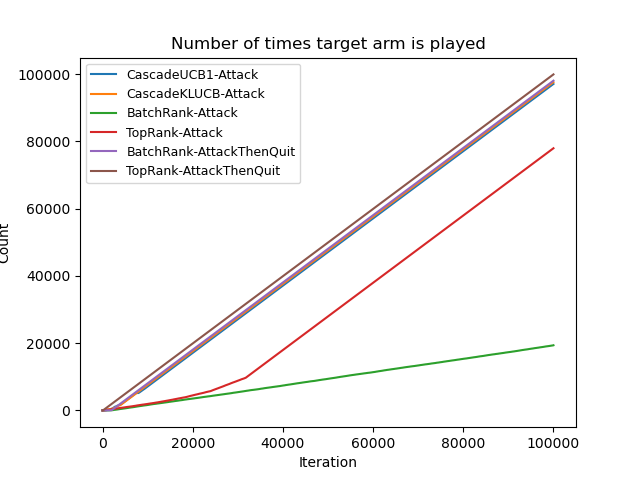 Number of times target arm is played
100000
80000
60000
40000
20000
0
Count
CascadeUCB1-Attack
CascadeKLUCB-Attack
BatchRank-Attack
TopRank-Attack
BatchRank-AttackThenQuit
TopRank-AttackThenQuit
0 20000 40000 60000 80000 100000
Iteration